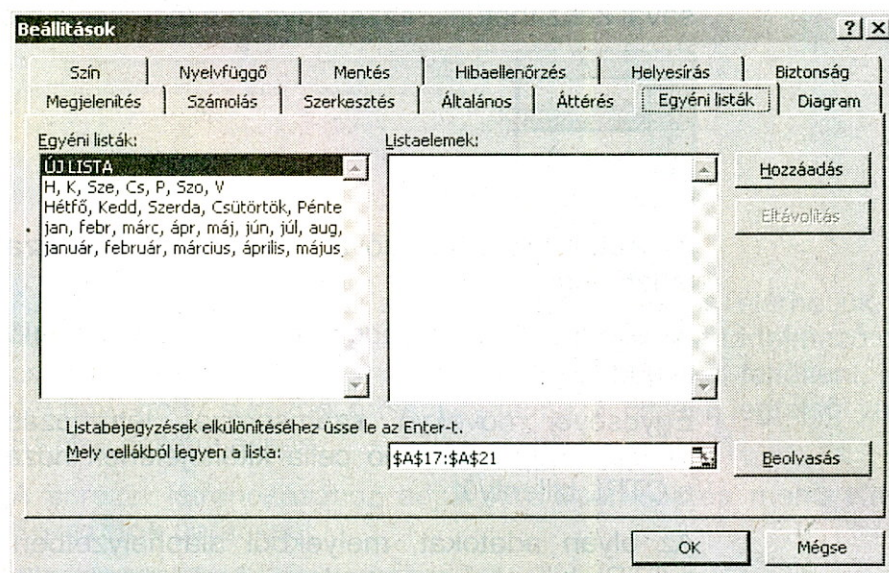 Beállítások
Szín Nyelvfüggő Mentés Hibaellenőrzés Helyesírás Biztonság
Megjelenítés Számolás Szerkesztés Általános Áttérés Egyéni listák Diagram
Egyéni listák:
Listaelemek:
ÚJ LISTA
H, K, Sze, Cs, P, Szo, V
Hétfő, Kedd, Szerda, Csütörtök, Pénte
jan, febr, márc, ápr, máj, jún, júl, aug,
január, február, március, április, május
Hozzáadás
Eltávolítás
Listabejegyzések elkülönítéséhez üsse le az Enter-t.
Mely cellákból legyen a lista: $A$17:$A$21 Beolvasás
OK Mégse